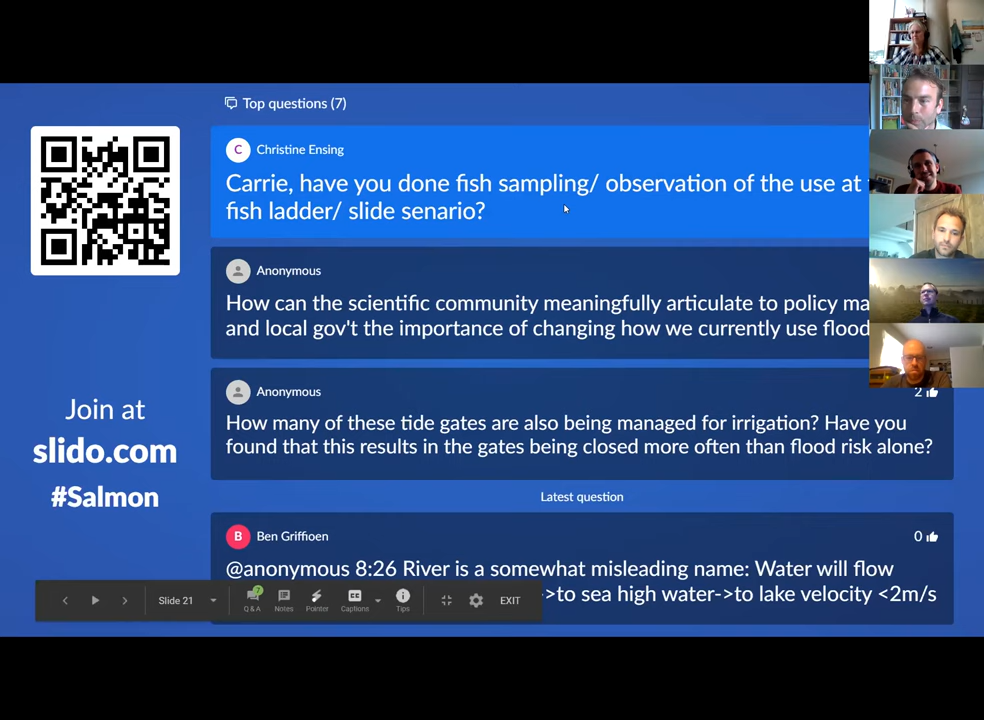 Top questions (7)
C
Christine Ensing
Carrie, have you done fish sampling/ observation of the use at
fish ladder/ slide senario?
Anonymous
How can the scientific community meaningfully articulate to policy ma
and local gov't the importance of changing how we currently use flood
Anonymous
2
How many of these tide gates are also being managed for irrigation? Have you
found that this results in the gates being closed more often than flood risk alone?
Join at
slido.com
#Salmon
Latest question
B
Ben Griffioen
0
@anonymous 8:26 River is a somewhat misleading name: Water will flow
>to sea high water->to lake velocity <2m/s
Slide 21
7
Q & A
Notes
Pointer
CC
Captions
Tips
EXIT